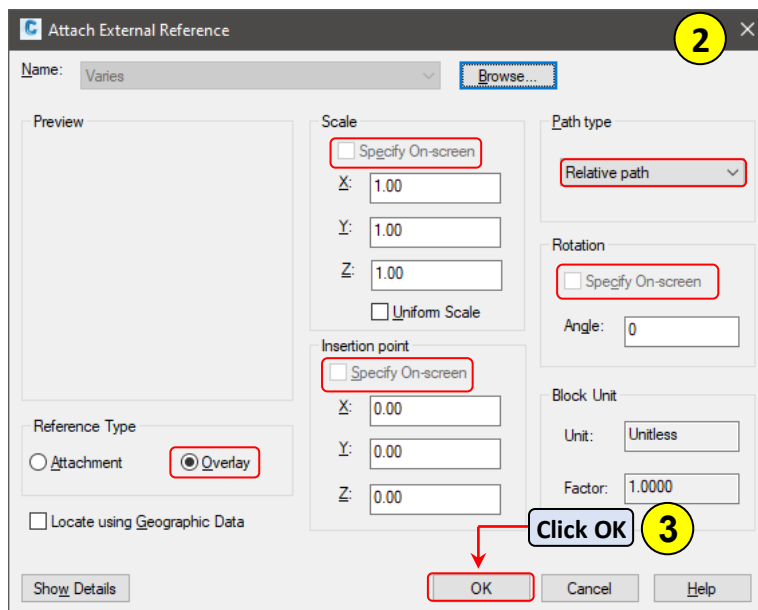 C Attach External Reference
2
Name:
Varies
Browse...
Preview
Scale
Specify On-screen
X: 1.00
Y: 1.00
Z: 1.00
Uniform Scale
Path type
Relative path
Rotation
Specify On-screen
Angle: 0
Insertion point
Specify On-screen
X: 0.00
Y: 0.00
Z: 0.00
Block Unit
Unit: Unitless
Factor: 1.0000
Reference Type
Attachment
Overlay
Locate using Geographic Data
Click OK
3
Show Details
OK
Cancel
Help